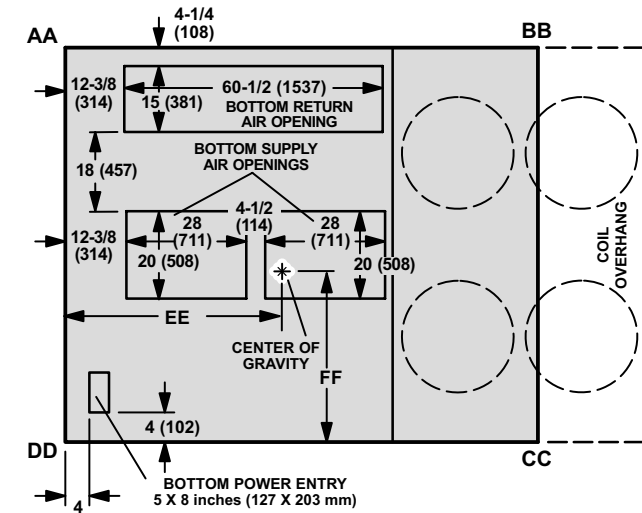 4-1/4
(108)
AA
BB
12-3/8
(314)
60-1/2 (1537)
15 (381)
BOTTOM RETURN
AIR OPENING
18 (457)
BOTTOM SUPPLY
AIR OPENINGS
12-3/8
(314)
28
(711)
4-1/2
(114)
28
(711)
20 (508)
20 (508)
COIL
OVERHANG
EE
CENTER OF
GRAVITY
FF
4 (102)
DD
CC
BOTTOM POWER ENTRY
5 X 8 inches (127 X 203 mm)
4